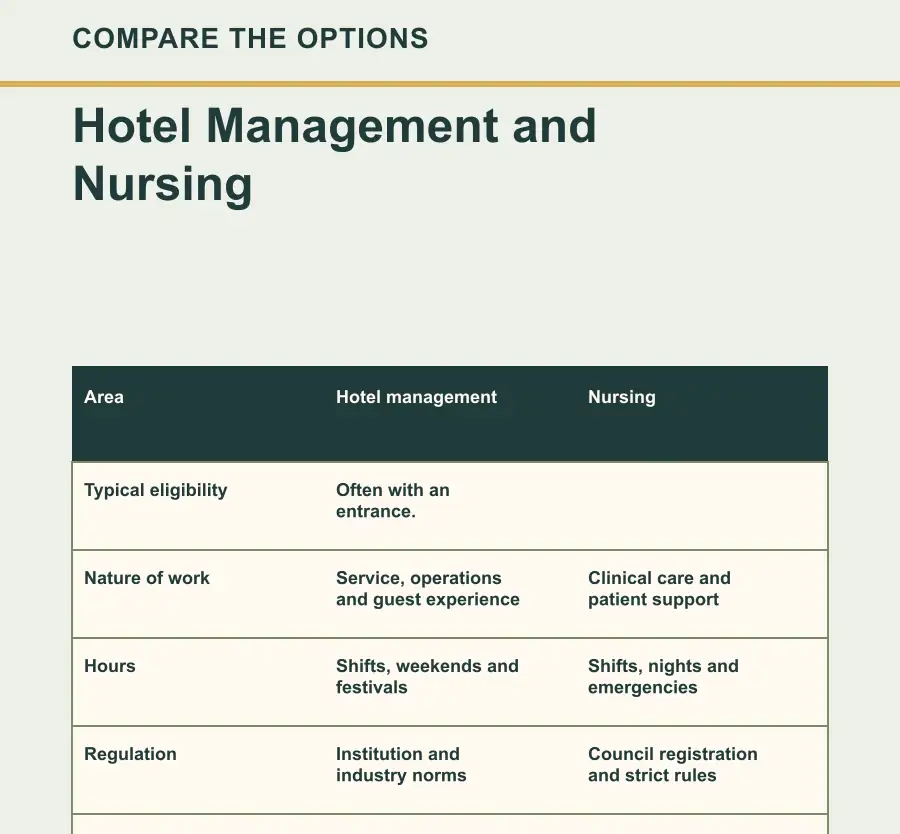 COMPARE THE OPTIONS
Hotel Management and
Nursing
Area
Hotel management
Nursing
Typical eligibility
Often with an
entrance.
Nature of work
Service, operations
and guest experience
Clinical care and
patient support
Hours
Shifts, weekends and
festivals
Shifts, nights and
emergencies
Regulation
Institution and
industry norms
Council registration
and strict rules